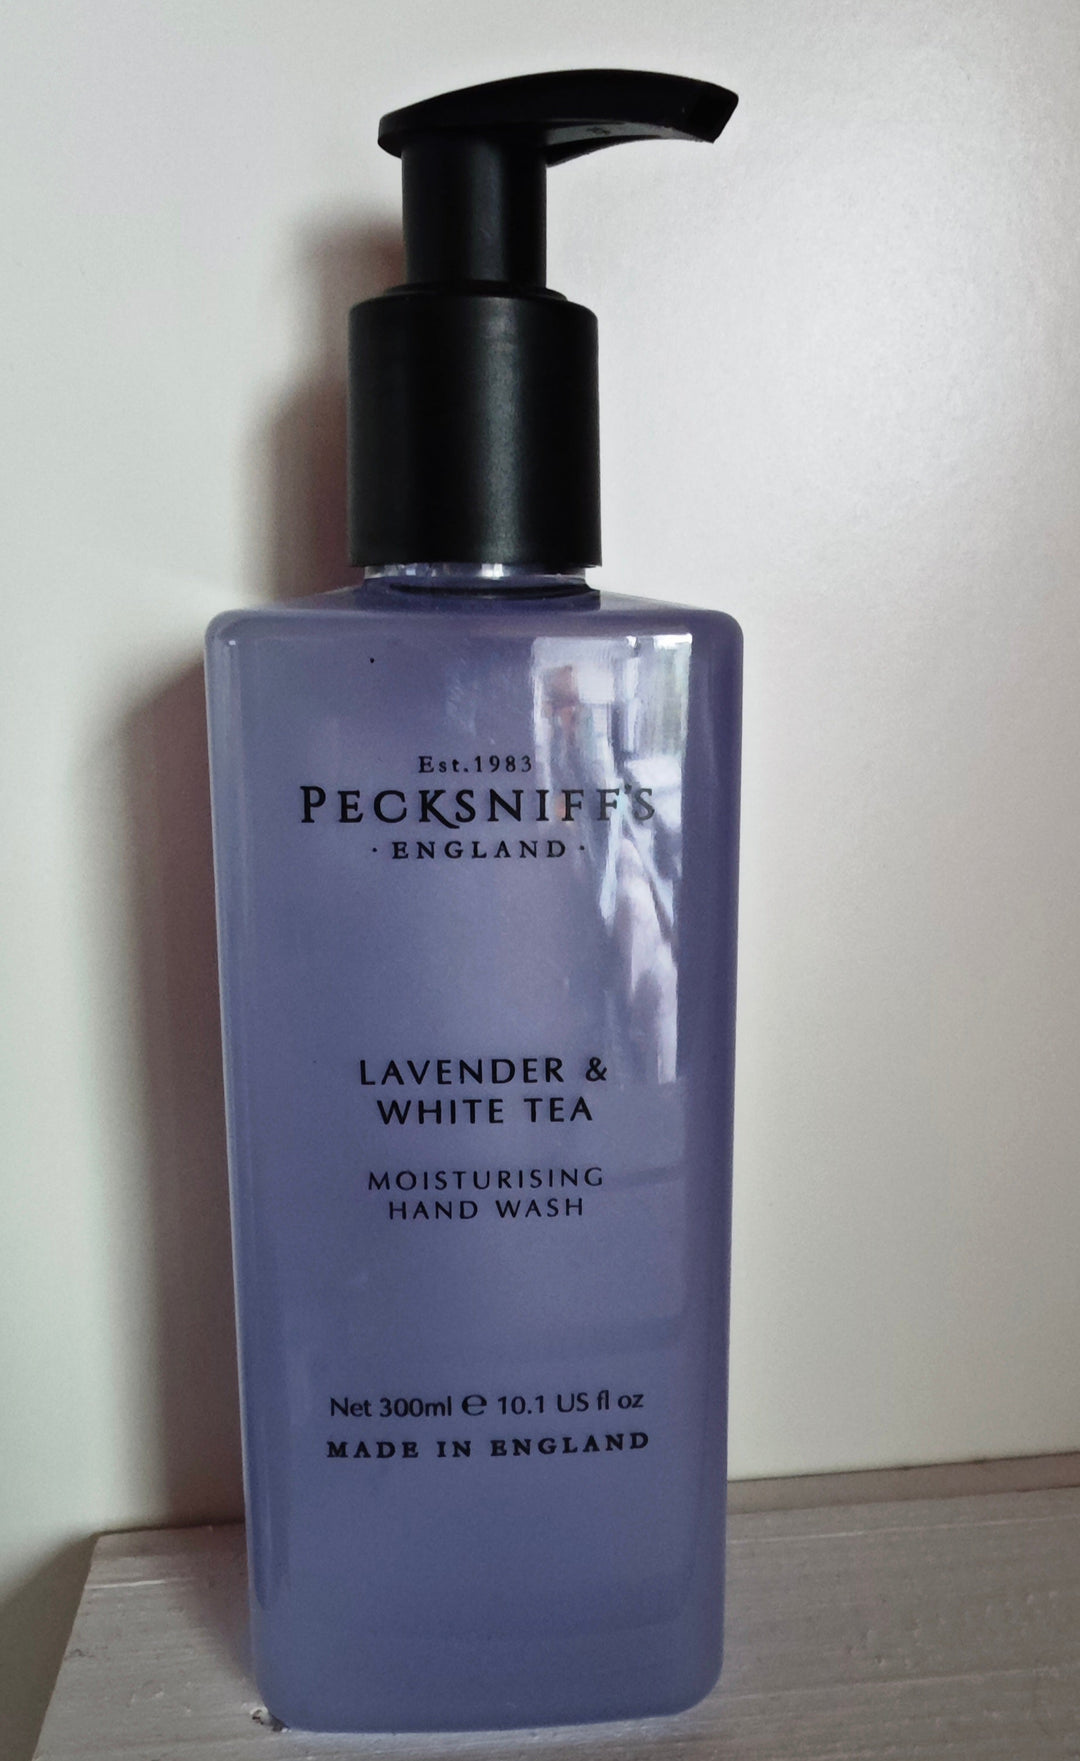 Est.1983
PECKSNIFF'S
· ENGLAND ·
LAVENDER &
WHITE TEA
MOISTURISING
HAND WASH
Net 300ml ℮ 10.1 US fl oz
MADE IN ENGLAND